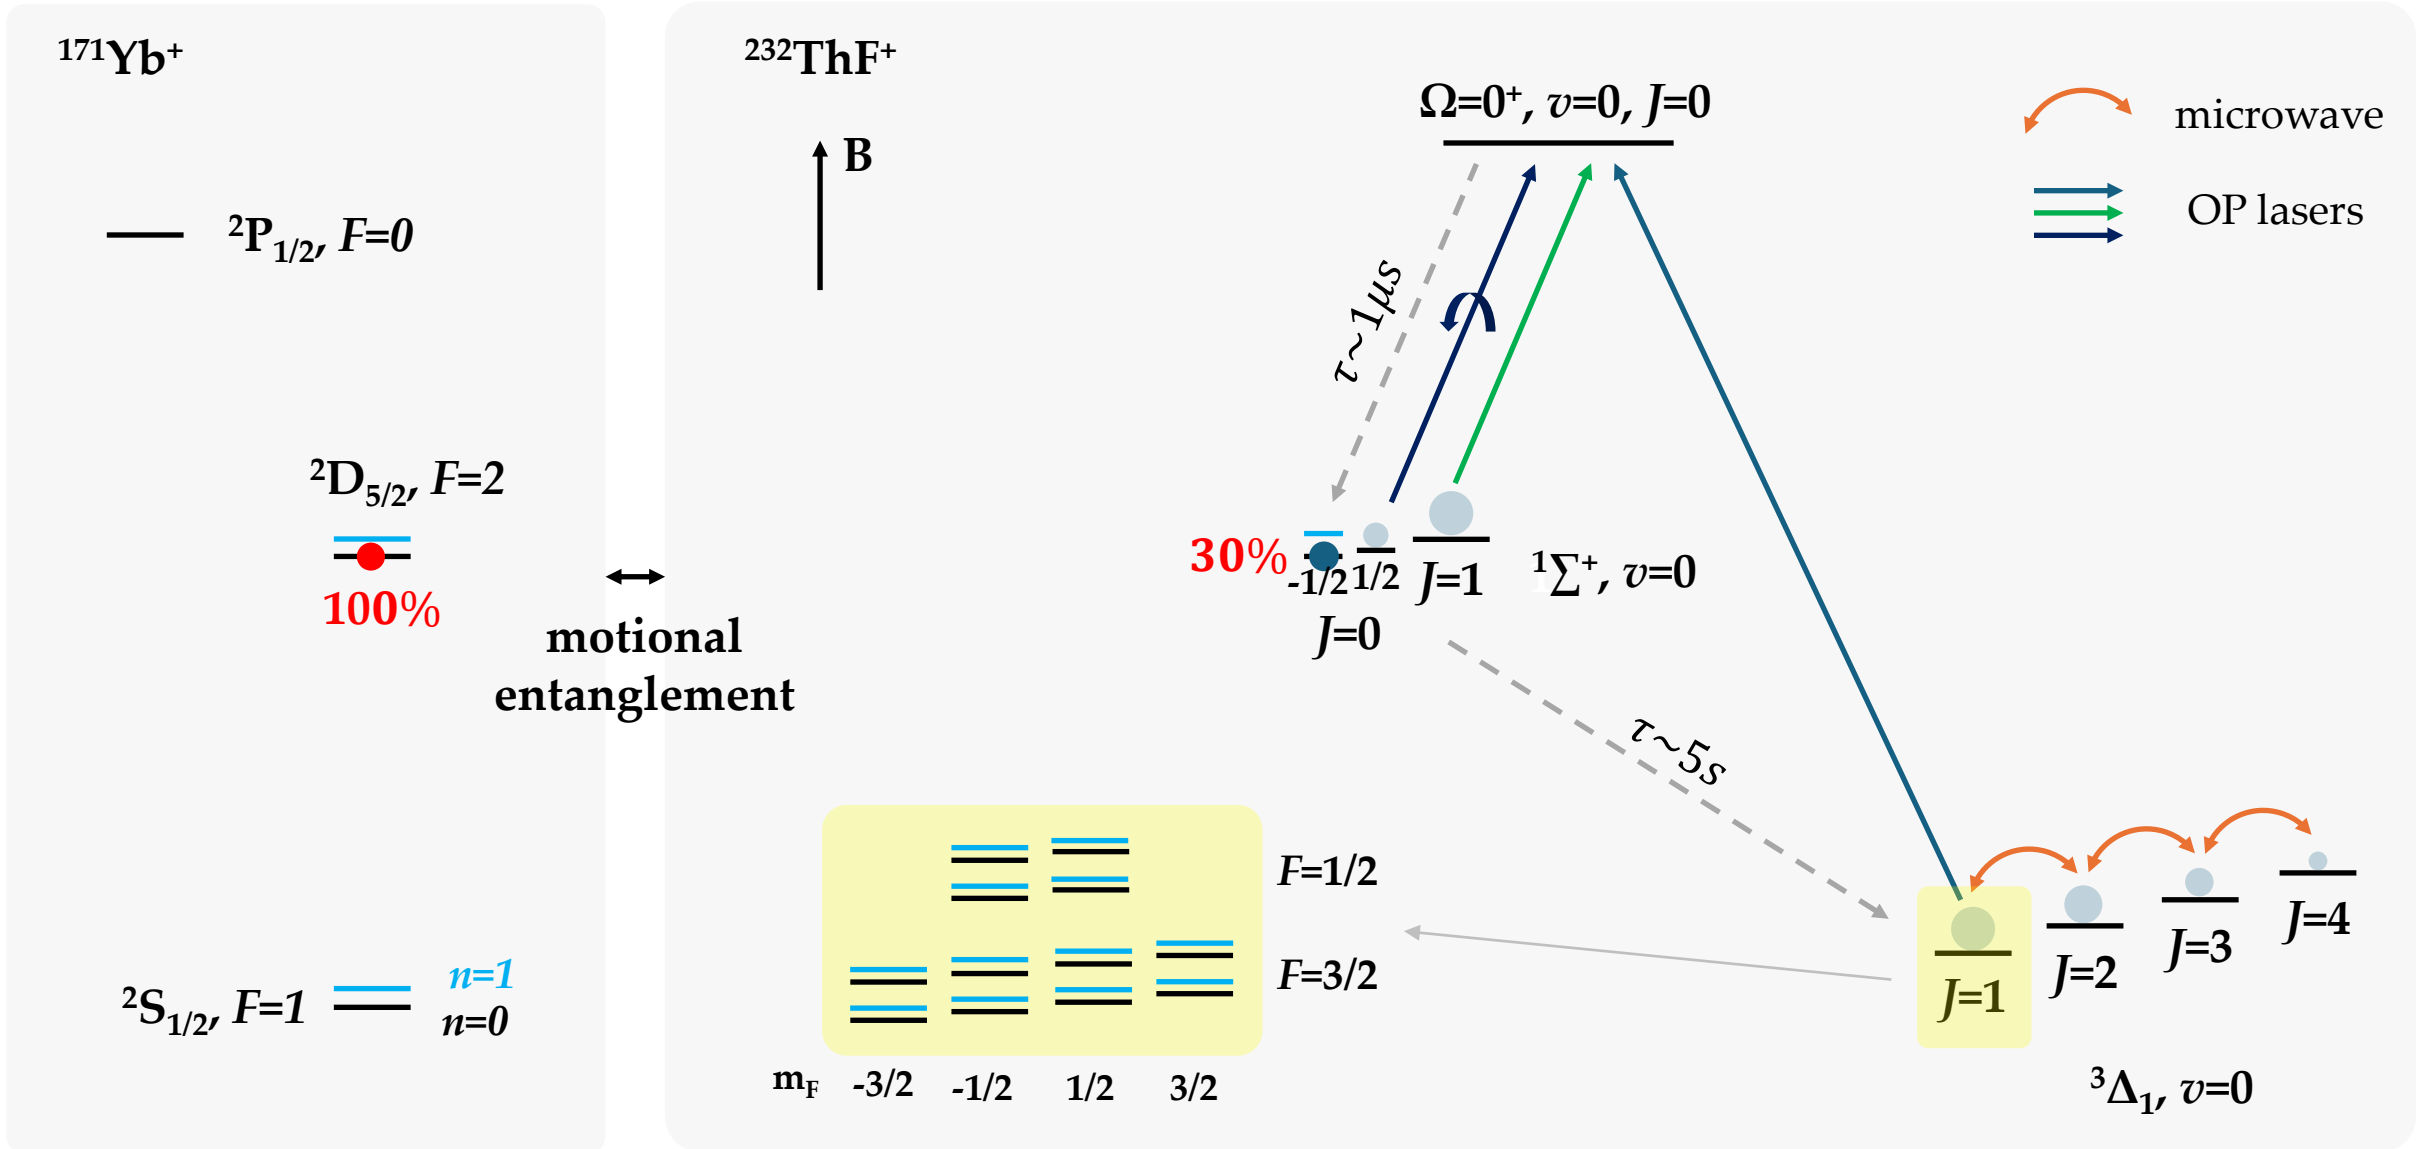 ¹⁷¹Yb⁺
²³²ThF⁺
B
Ω=0⁺, v=0, J=0
microwave
OP lasers
²P₁/₂, F=0
τ~1μs
²D₅/₂, F=2
100%
motional
entanglement
30%
-1/2
1/2
J=1
J=0
¹Σ⁺, v=0
τ~5s
F=1/2
F=3/2
J=1
J=2
J=3
J=4
²S₁/₂, F=1
n=1
n=0
m_F -3/2 -1/2 1/2 3/2
³Δ₁, v=0